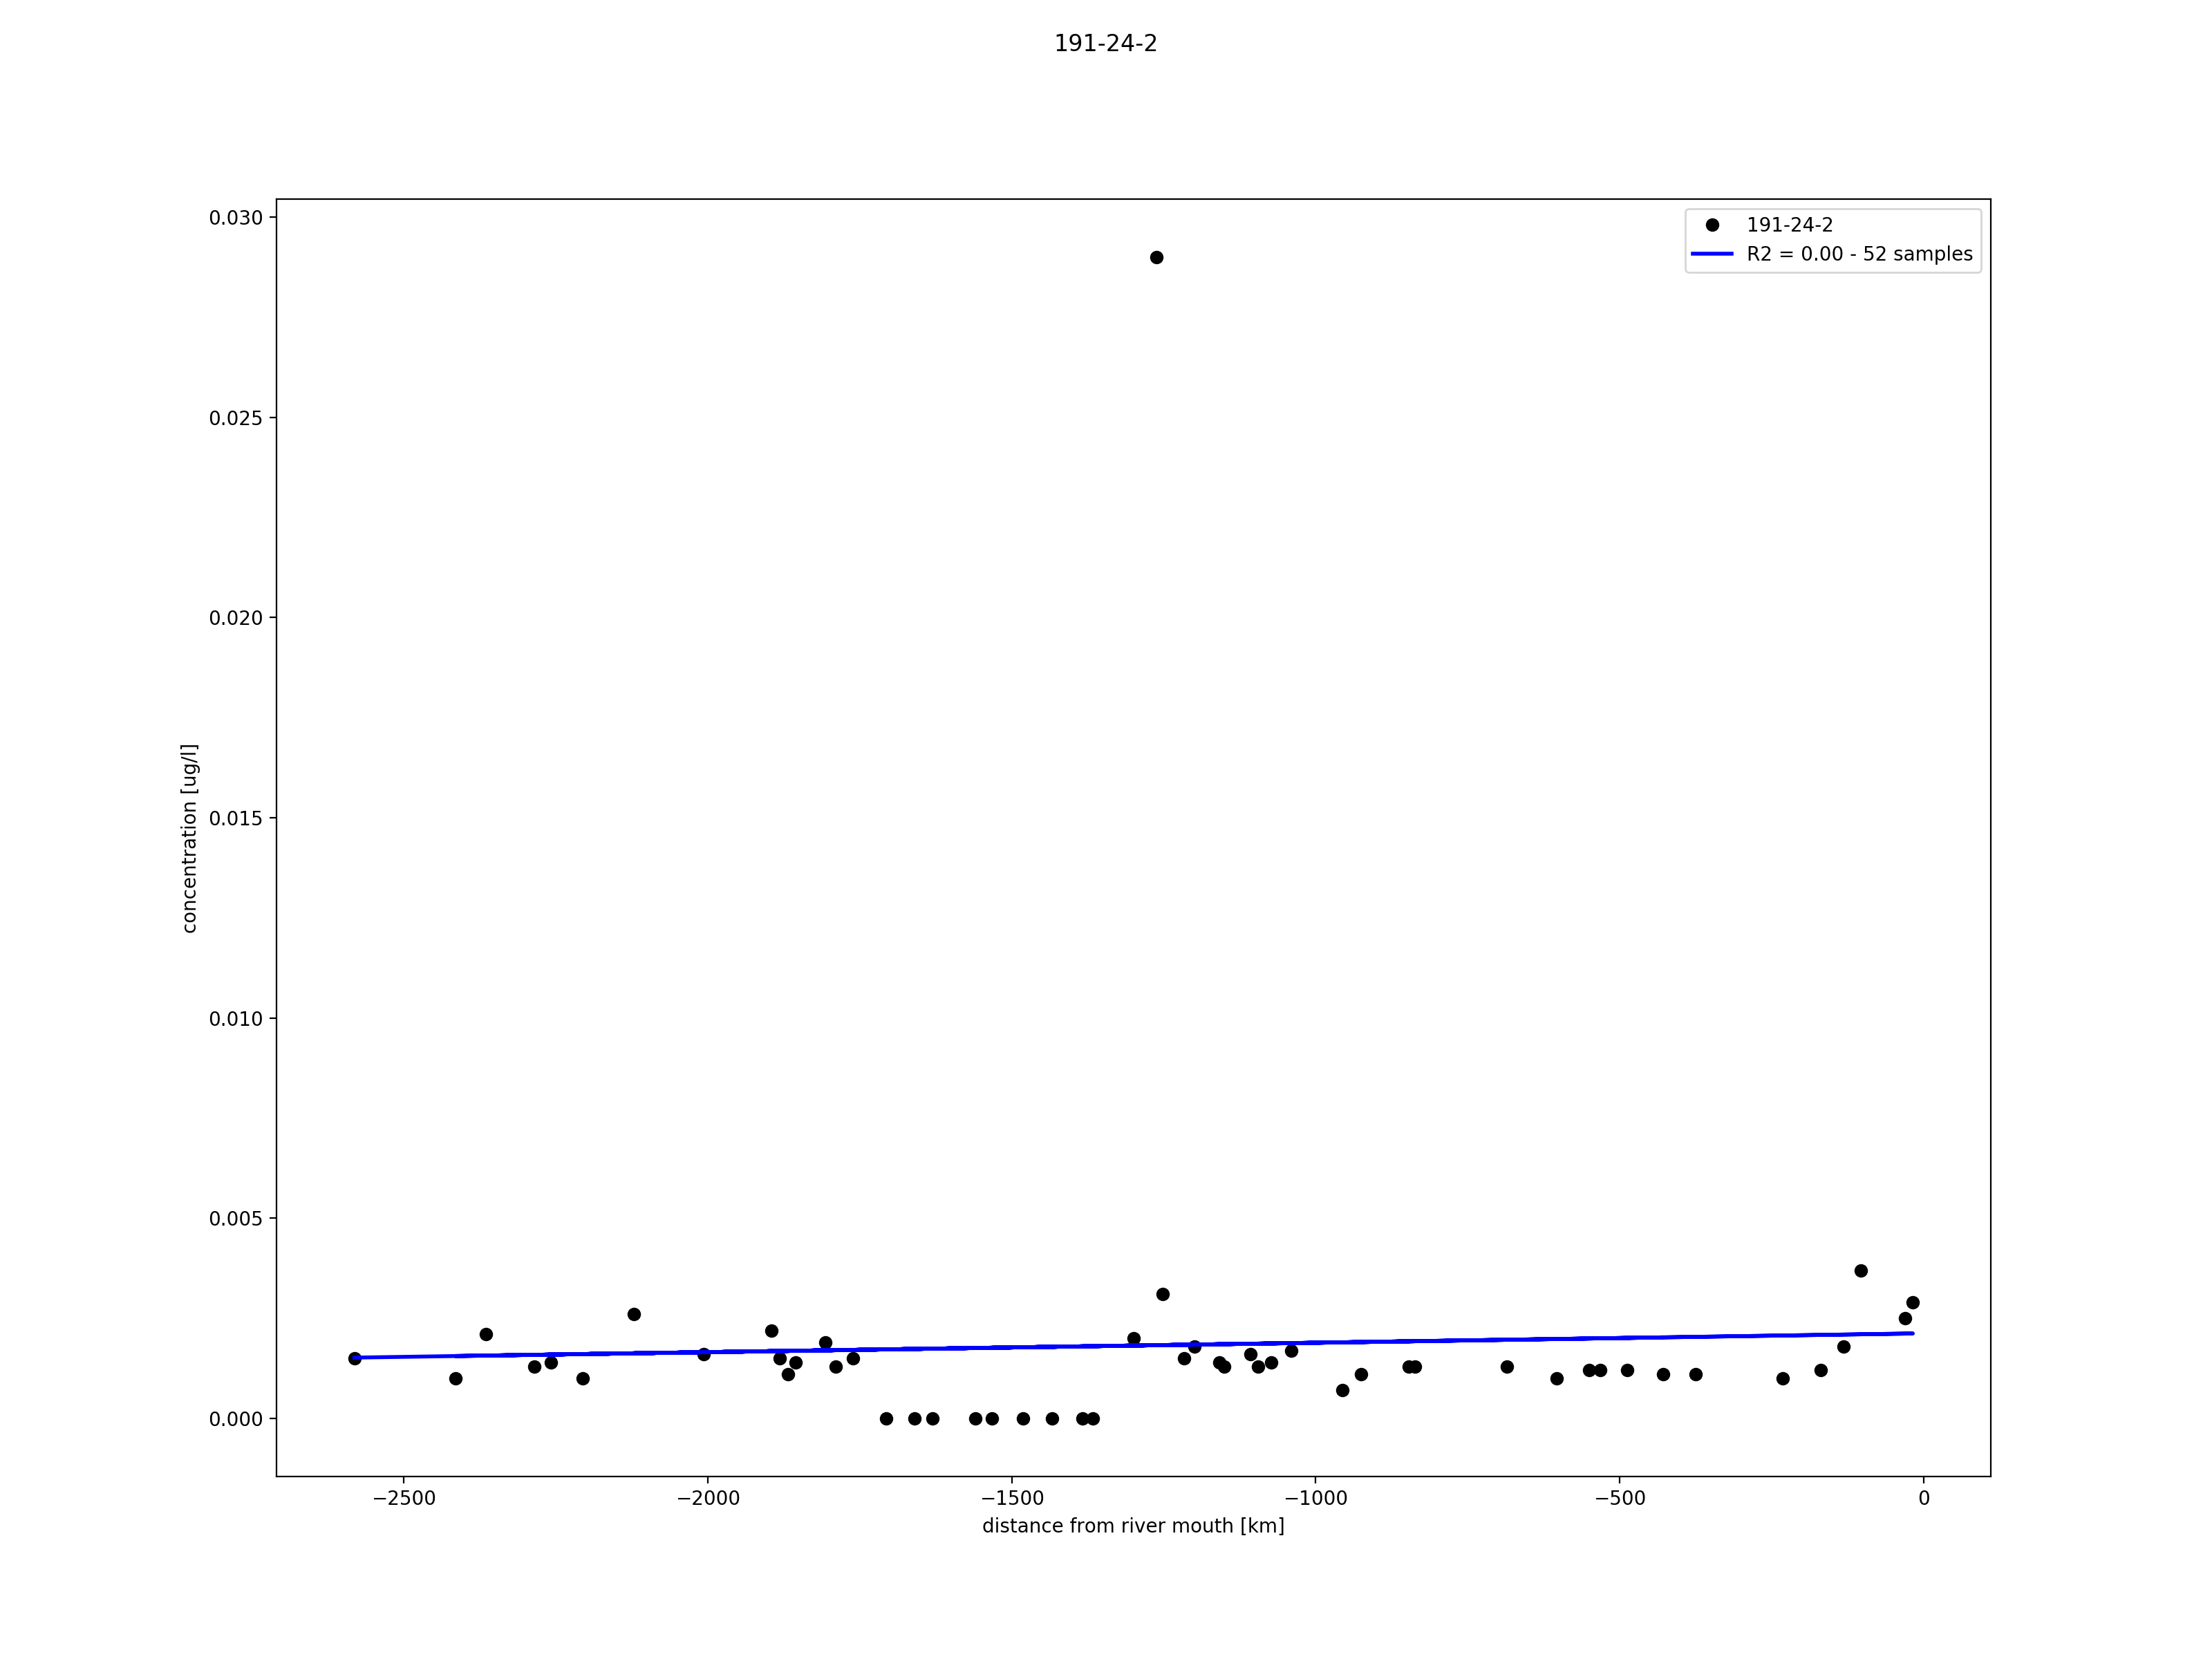 191-24-2
0.030
0.025
0.020
0.015
0.010
0.005
0.000
concentration [ug/l]
191-24-2
R2 = 0.00 - 52 samples
−2500 −2000 −1500 −1000 −500 0
distance from river mouth [km]